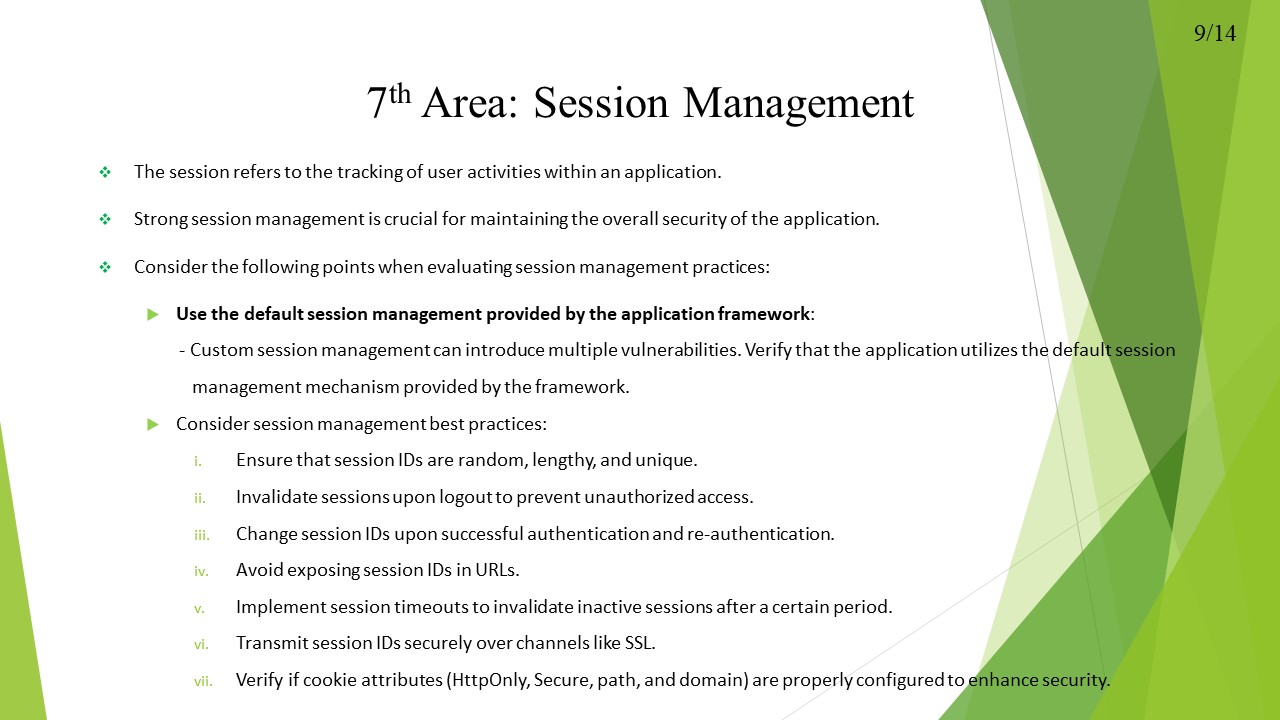 9/14
7th Area: Session Management
The session refers to the tracking of user activities within an application.
Strong session management is crucial for maintaining the overall security of the application.
Consider the following points when evaluating session management practices:
Use the default session management provided by the application framework:
- Custom session management can introduce multiple vulnerabilities. Verify that the application utilizes the default session
management mechanism provided by the framework.
Consider session management best practices:
i. Ensure that session IDs are random, lengthy, and unique.
ii. Invalidate sessions upon logout to prevent unauthorized access.
iii. Change session IDs upon successful authentication and re-authentication.
iv. Avoid exposing session IDs in URLs.
v. Implement session timeouts to invalidate inactive sessions after a certain period.
vi. Transmit session IDs securely over channels like SSL.
vii. Verify if cookie attributes (HttpOnly, Secure, path, and domain) are properly configured to enhance security.